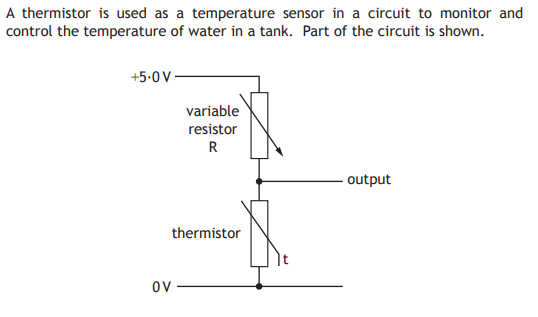 A thermistor is used as a temperature sensor in a circuit to monitor and
control the temperature of water in a tank. Part of the circuit is shown.
+5·0 V
variable
resistor
R
output
thermistor
t
0 V